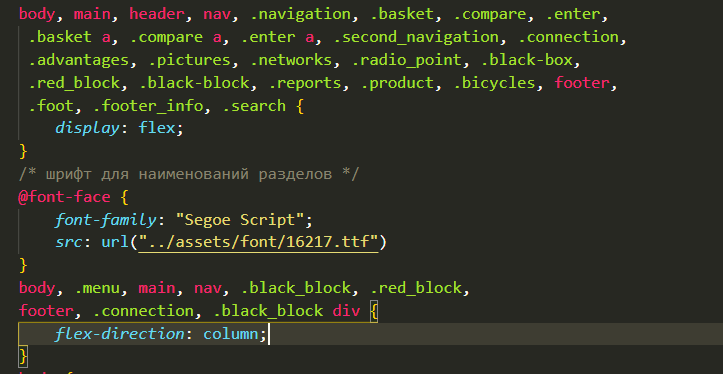 body, main, header, nav, .navigation, .basket, .compare, .enter,
.basket a, .compare a, .enter a, .second_navigation, .connection,
.advantages, .pictures, .networks, .radio_point, .black-box,
.red_block, .black-block, .reports, .product, .bicycles, footer,
.foot, .footer_info, .search {
display: flex;
}
/* шрифт для наименований разделов */
@font-face {
font-family: "Segoe Script";
src: url("../assets/font/16217.ttf")
}
body, .menu, main, nav, .black_block, .red_block,
footer, .connection, .black_block div {
flex-direction: column;
}